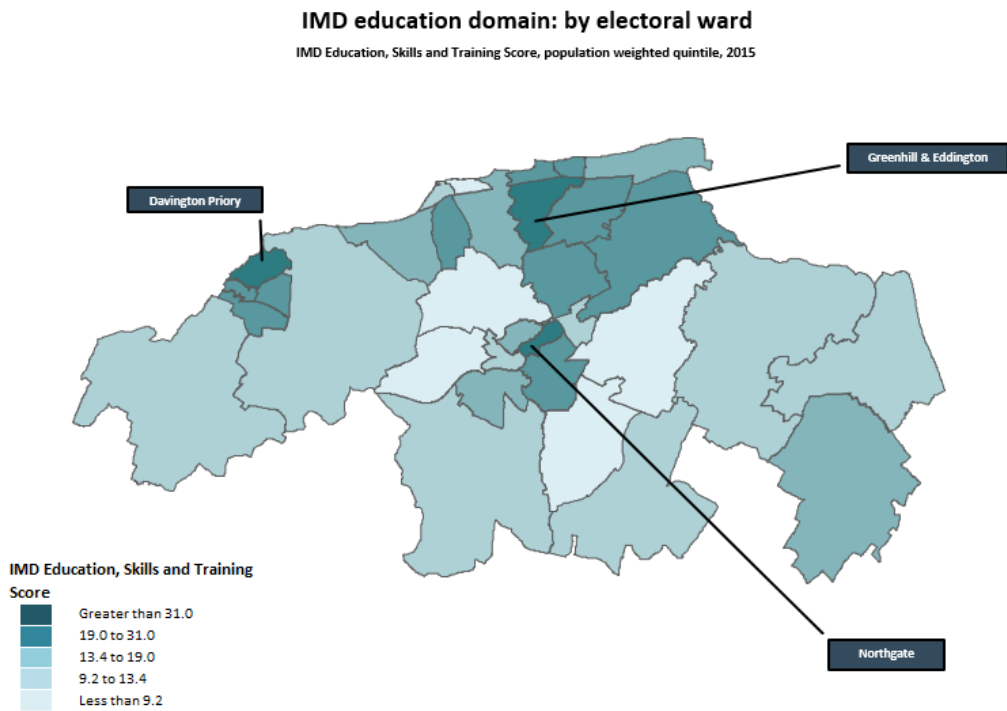 IMD education domain: by electoral ward
IMD Education, Skills and Training Score, population weighted quintile, 2015
Greenhill & Eddington
Davington Priory
Northgate
IMD Education, Skills and Training
Score
Greater than 31.0
19.0 to 31.0
13.4 to 19.0
9.2 to 13.4
Less than 9.2